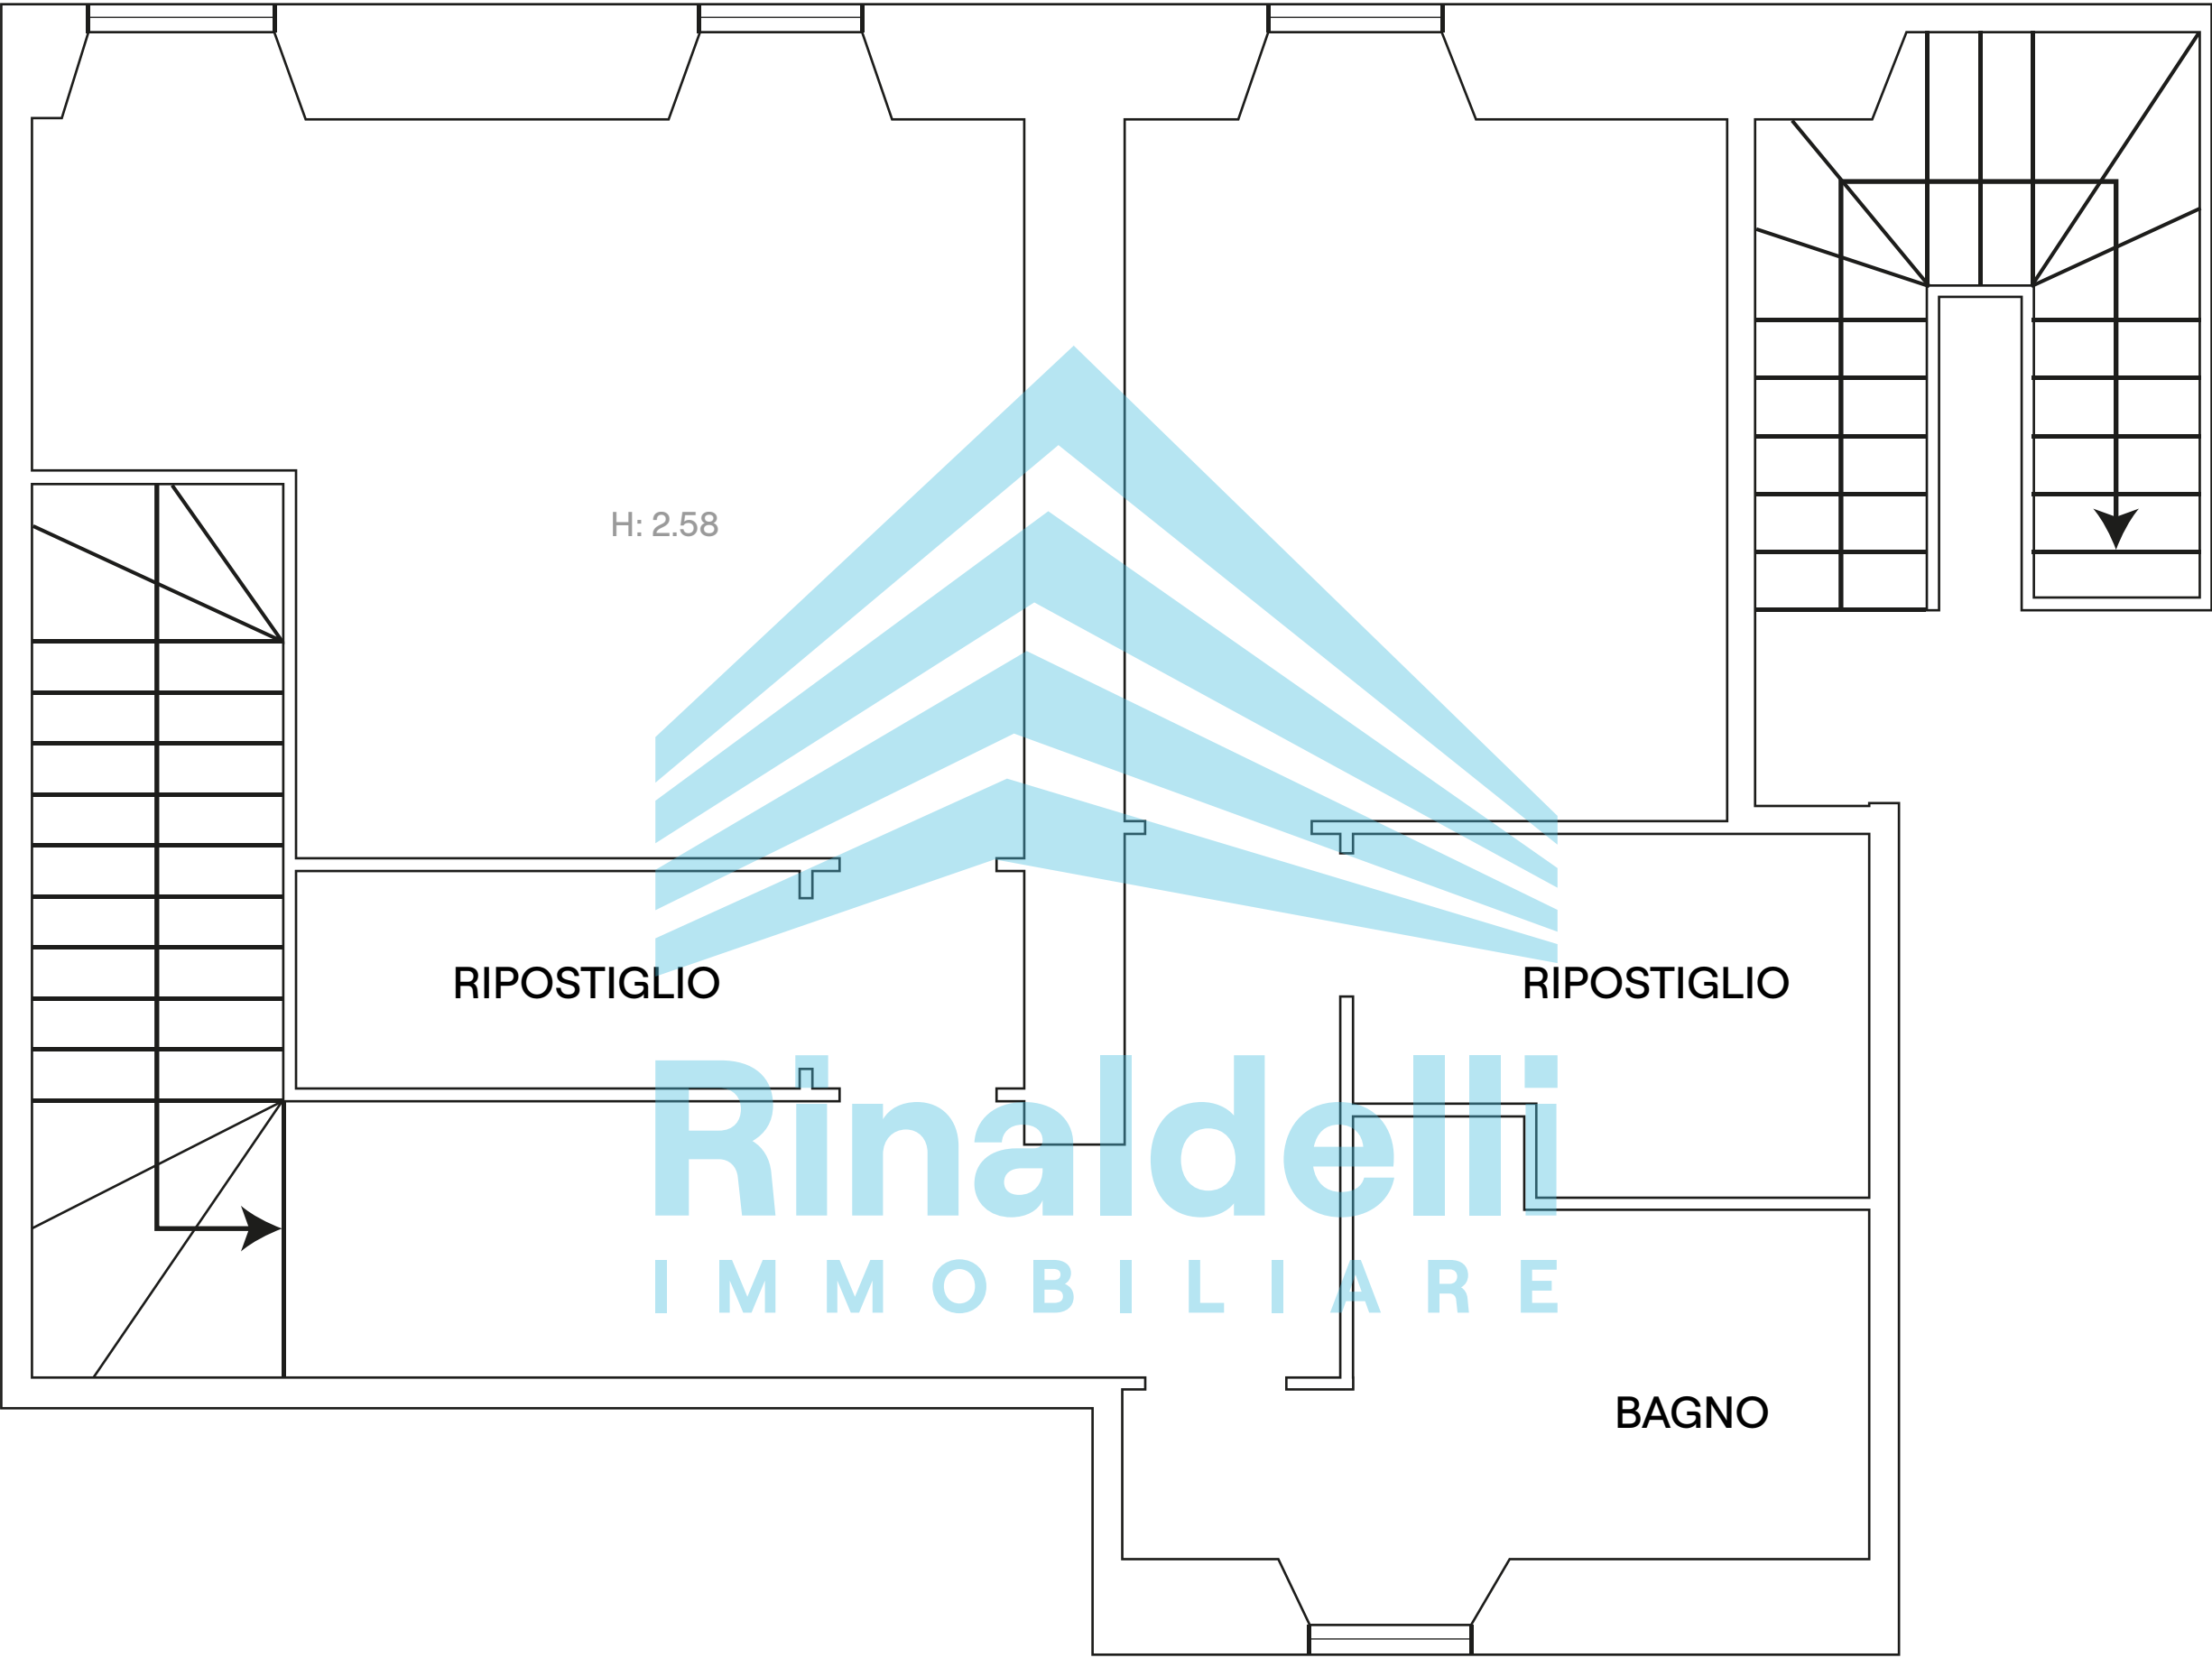 H: 2.58
RIPOSTIGLIO
RIPOSTIGLIO
Rinaldelli
IMMOBILIARE
BAGNO